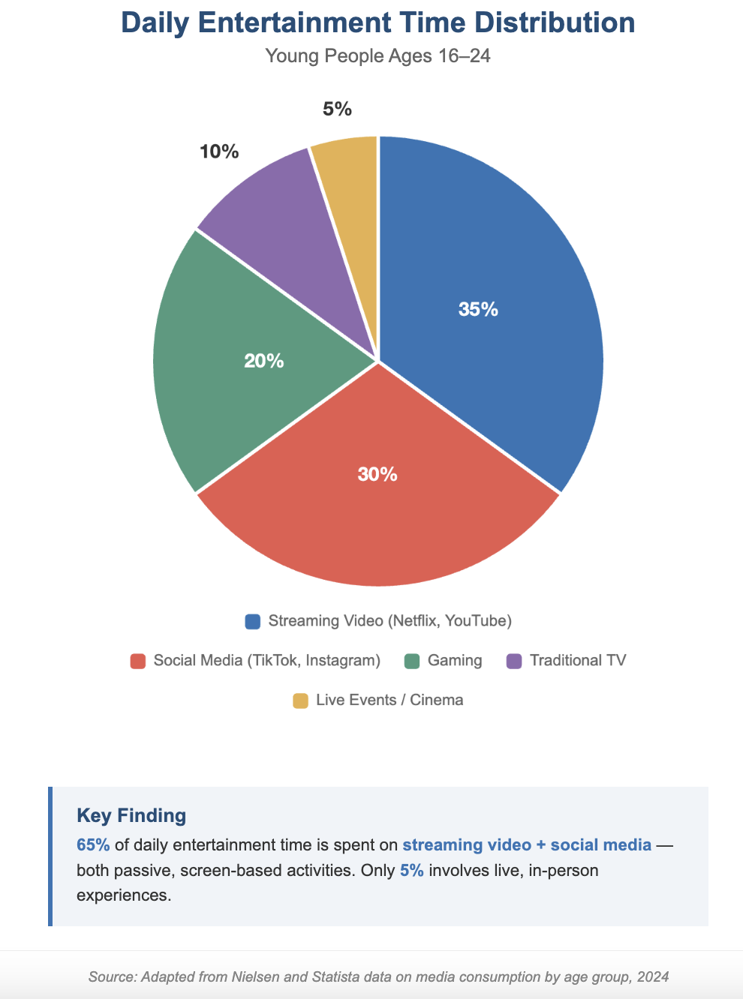 Daily Entertainment Time Distribution
Young People Ages 16–24
5%
10%
35%
20%
30%
Streaming Video (Netflix, YouTube)
Social Media (TikTok, Instagram) Gaming Traditional TV
Live Events / Cinema
Key Finding
65% of daily entertainment time is spent on streaming video + social media —
both passive, screen-based activities. Only 5% involves live, in-person
experiences.
Source: Adapted from Nielsen and Statista data on media consumption by age group, 2024